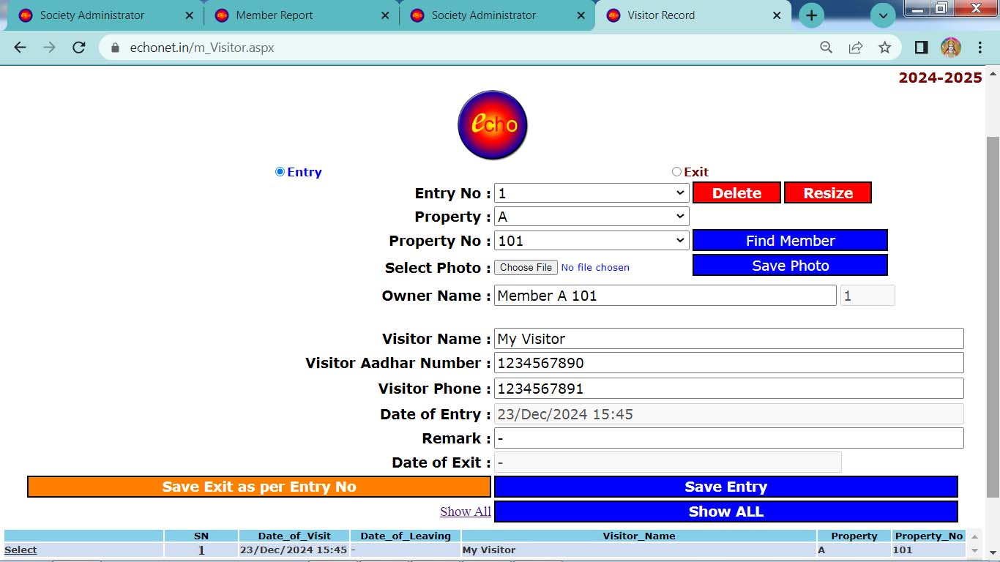 Society Administrator
Member Report
Society Administrator
Visitor Record
echonet.in/m_Visitor.aspx
2024-2025
echo
Entry
Exit
Entry No : 1 Delete Resize
Property : A
Property No : 101 Find Member
Select Photo : Choose File No file chosen Save Photo
Owner Name : Member A 101 1
Visitor Name : My Visitor
Visitor Aadhar Number : 1234567890
Visitor Phone : 1234567891
Date of Entry : 23/Dec/2024 15:45
Remark : -
Date of Exit : -
Save Exit as per Entry No Save Entry
Show All Show ALL
SN Date_of_Visit Date_of_Leaving Visitor_Name Property Property_No
Select 1 23/Dec/2024 15:45 - My Visitor A 101